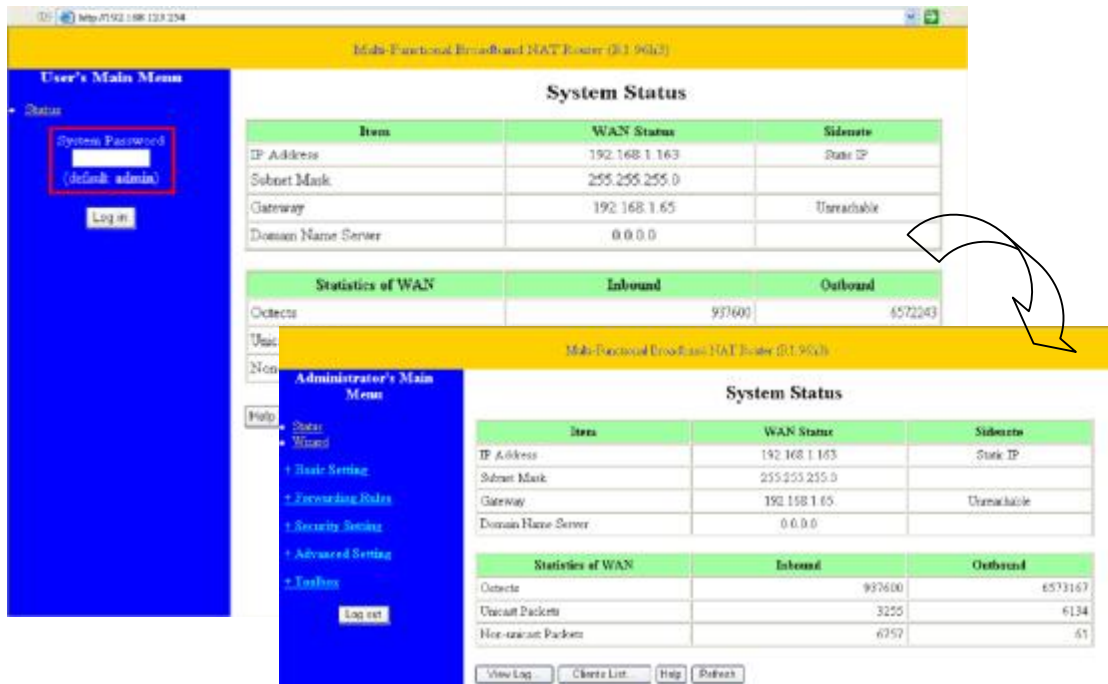 http://192.168.123.254
Multi-Functional Broadband NAT Router (R1.96h3)
User's Main Menu
Status
System Password
(default: admin)
Log in
System Status
Item WAN Status Sidenote
IP Address 192.168.1.163 Static IP
Subnet Mask 255.255.255.0
Gateway 192.168.1.65 Unreachable
Domain Name Server 0.0.0.0
Statistics of WAN Inbound Outbound
Octects 937600 6572243
Unic
Non
Help
Multi-Functional Broadband NAT Router (R1.96h3)
Administrator's Main Menu
Status
Wizard
+ Basic Setting
+ Forwarding Rules
+ Security Setting
+ Advanced Setting
+ Toolbox
Log out
System Status
Item WAN Status Sidenote
IP Address 192.168.1.163 Static IP
Subnet Mask 255.255.255.0
Gateway 192.168.1.65 Unreachable
Domain Name Server 0.0.0.0
Statistics of WAN Inbound Outbound
Octects 937600 6573167
Unicast Packets 3255 6134
Non-unicast Packets 6757 61
View Log... Clients List... Help Refresh